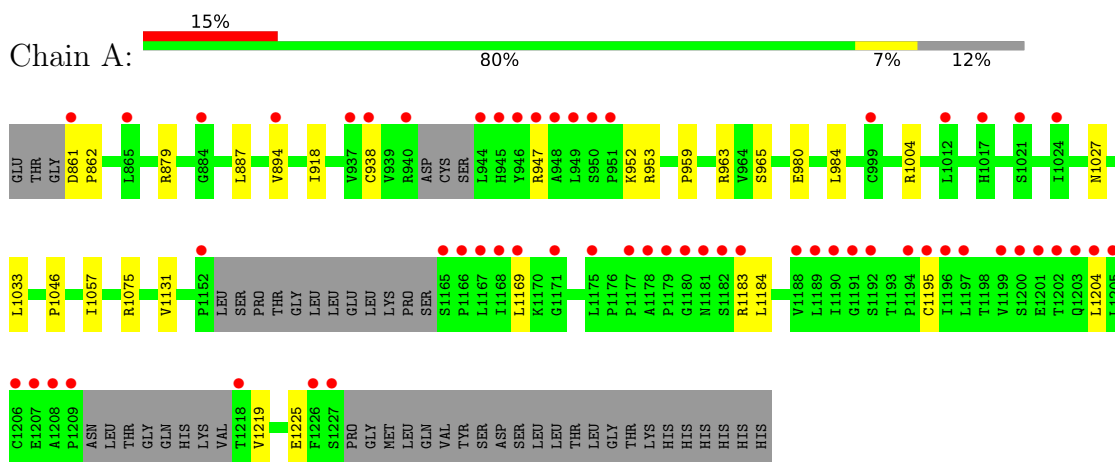 15%
Chain A:
80% 7% 12%
GLU THR GLY D861 P862 L865 R879 G884 L887 V894 I918 V937 C938 V939 R940 ASP CYS SER L944 H945 Y946 R947 A948 L949 S950 P951 K952 R953 P959 R963 V964 S965 E980 L984 C999 R1004 L1012 H1017 S1021 I1024 N1027
L1033 P1046 I1057 R1075 V1131 P1152 LEU SER PRO THR GLY LEU LEU GLU LEU LYS PRO SER S1165 P1166 L1167 I1168 L1169 K1170 G1171 L1175 P1176 P1177 A1178 P1179 G1180 N1181 S1182 R1183 L1184 V1188 L1189 I1190 G1191 S1192 T1193 P1194 C1195 I1196 L1197 T1198 V1199 S1200 E1201 T1202 Q1203 L1204 L1205
C1206 E1207 A1208 P1209 ASN LEU THR GLY GLN HIS LYS VAL T1218 V1219 E1225 F1226 S1227 PRO GLY MET LEU GLN VAL TYR SER ASP SER LEU LEU THR LEU GLY THR LYS HIS HIS HIS HIS HIS HIS